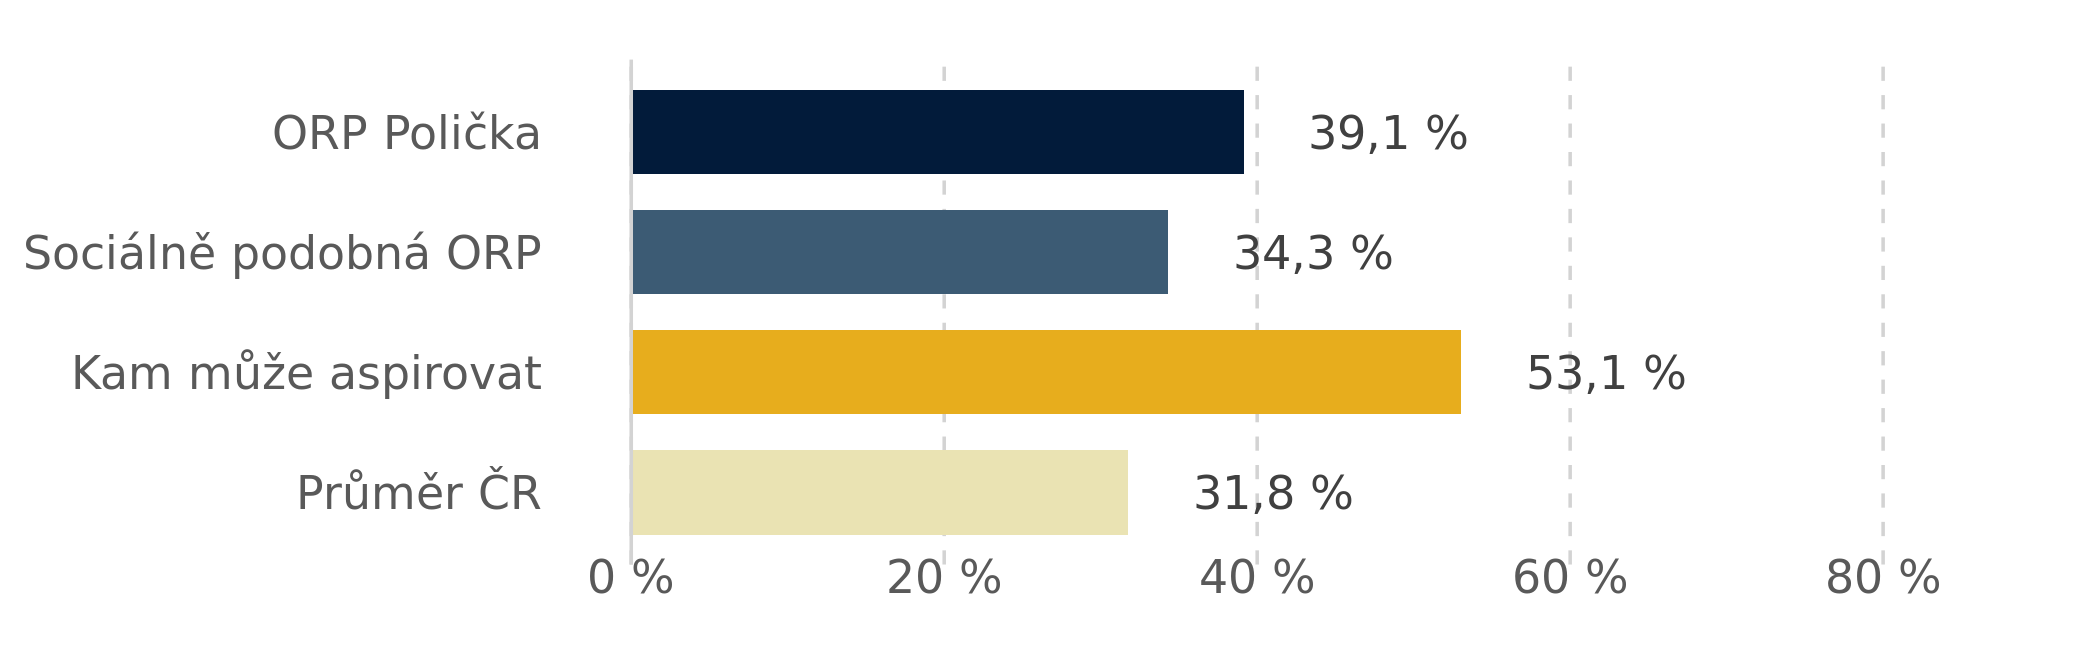 ORP Polička 39,1 %
Sociálně podobná ORP 34,3 %
Kam může aspirovat 53,1 %
Průměr ČR 31,8 %
0 % 20 % 40 % 60 % 80 %